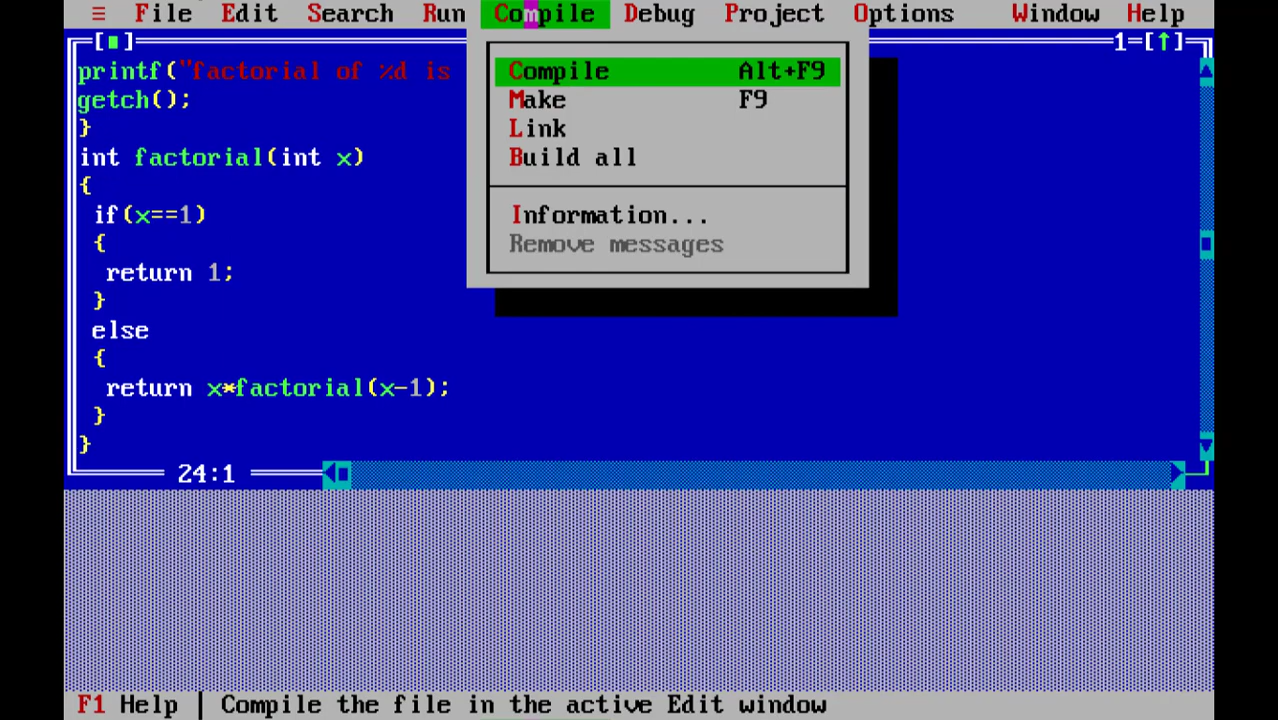 ≡ File Edit Search Run Compile Debug Project Options Window Help
[■] 1=[↑]
printf("factorial of %d is
getch();
}
int factorial(int x)
{
if(x==1)
{
return 1;
}
else
{
return x*factorial(x-1);
}
}
24:1
Compile Alt+F9
Make F9
Link
Build all
Information...
Remove messages
F1 Help | Compile the file in the active Edit window